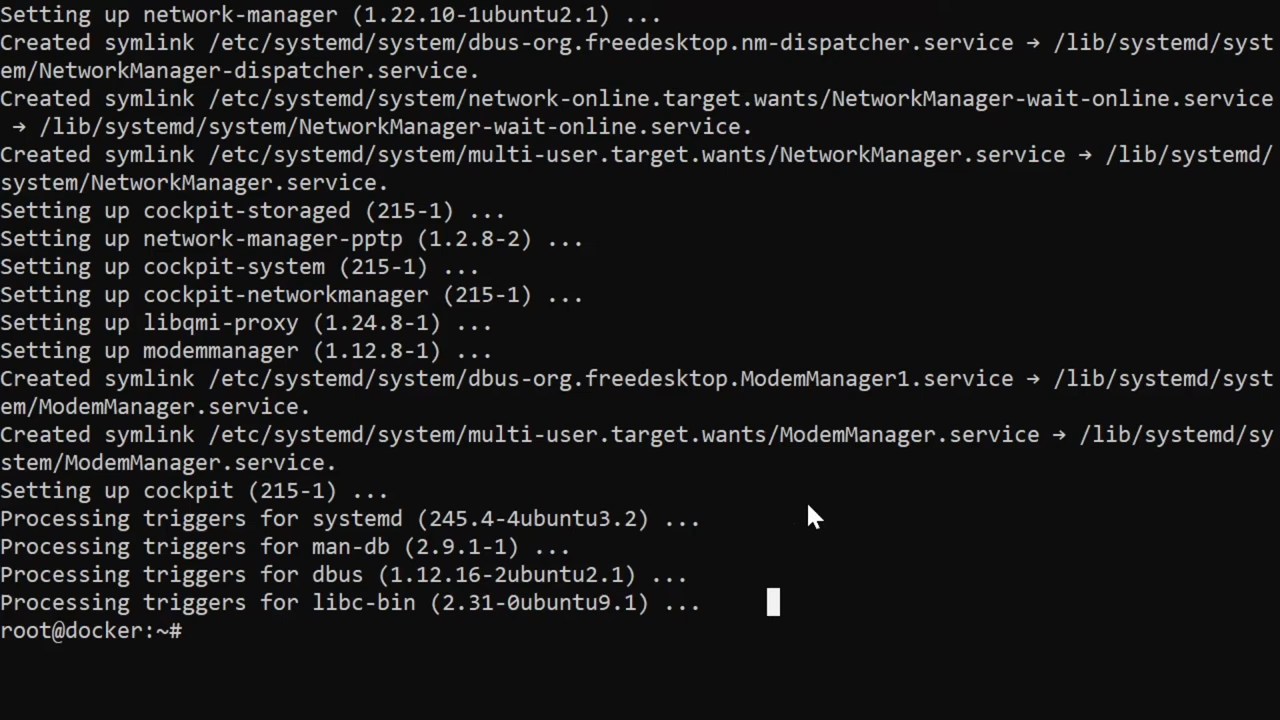 Setting up network-manager (1.22.10-1ubuntu2.1) ...
Created symlink /etc/systemd/system/dbus-org.freedesktop.nm-dispatcher.service → /lib/systemd/syst
em/NetworkManager-dispatcher.service.
Created symlink /etc/systemd/system/network-online.target.wants/NetworkManager-wait-online.service
 → /lib/systemd/system/NetworkManager-wait-online.service.
Created symlink /etc/systemd/system/multi-user.target.wants/NetworkManager.service → /lib/systemd/
system/NetworkManager.service.
Setting up cockpit-storaged (215-1) ...
Setting up network-manager-pptp (1.2.8-2) ...
Setting up cockpit-system (215-1) ...
Setting up cockpit-networkmanager (215-1) ...
Setting up libqmi-proxy (1.24.8-1) ...
Setting up modemmanager (1.12.8-1) ...
Created symlink /etc/systemd/system/dbus-org.freedesktop.ModemManager1.service → /lib/systemd/syst
em/ModemManager.service.
Created symlink /etc/systemd/system/multi-user.target.wants/ModemManager.service → /lib/systemd/sy
stem/ModemManager.service.
Setting up cockpit (215-1) ...
Processing triggers for systemd (245.4-4ubuntu3.2) ...
Processing triggers for man-db (2.9.1-1) ...
Processing triggers for dbus (1.12.16-2ubuntu2.1) ...
Processing triggers for libc-bin (2.31-0ubuntu9.1) ...
root@docker:~#